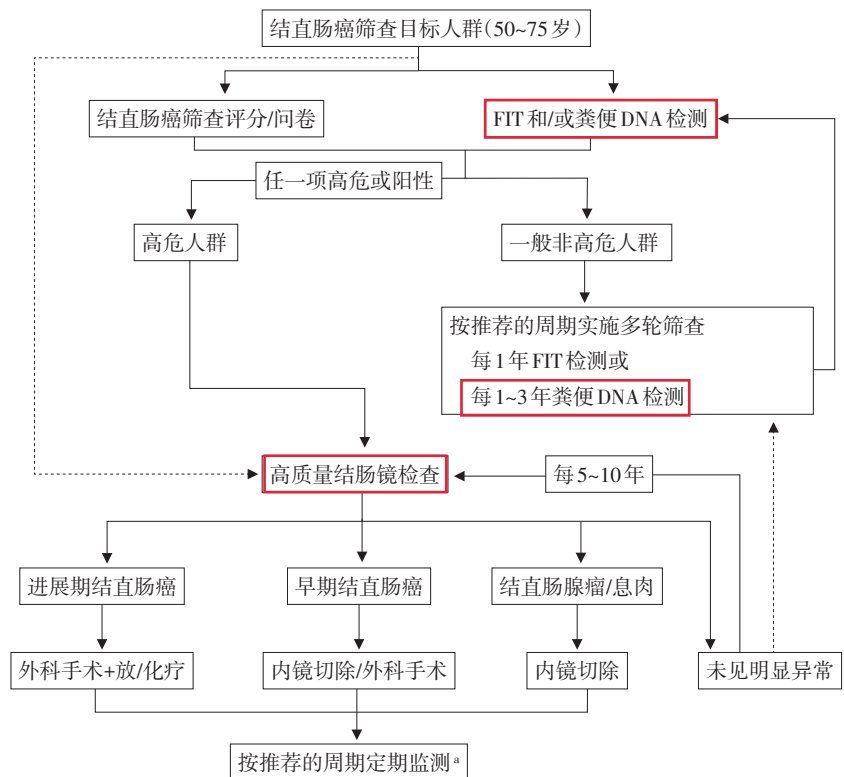 结直肠癌筛查目标人群(50~75岁)
结直肠癌筛查评分/问卷
FIT和/或粪便DNA检测
任一项高危或阳性
高危人群
一般非高危人群
按推荐的周期实施多轮筛查
每1年FIT检测或
每1~3年粪便DNA检测
高质量结肠镜检查
每5~10年
进展期结直肠癌
早期结直肠癌
结直肠腺瘤/息肉
外科手术+放/化疗
内镜切除/外科手术
内镜切除
未见明显异常
按推荐的周期定期监测a